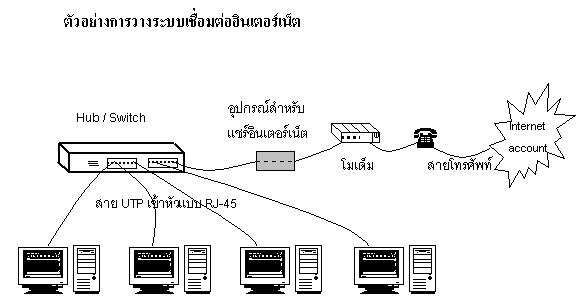 ตัวอย่างการวางระบบเชื่อมต่ออินเตอร์เน็ต
Hub / Switch
อุปกรณ์สำหรับ
แชร์อินเตอร์เน็ต
โมเด็ม
สายโทรศัพท์
Internet
account
สาย UTP เข้าหัวแบบ RJ-45